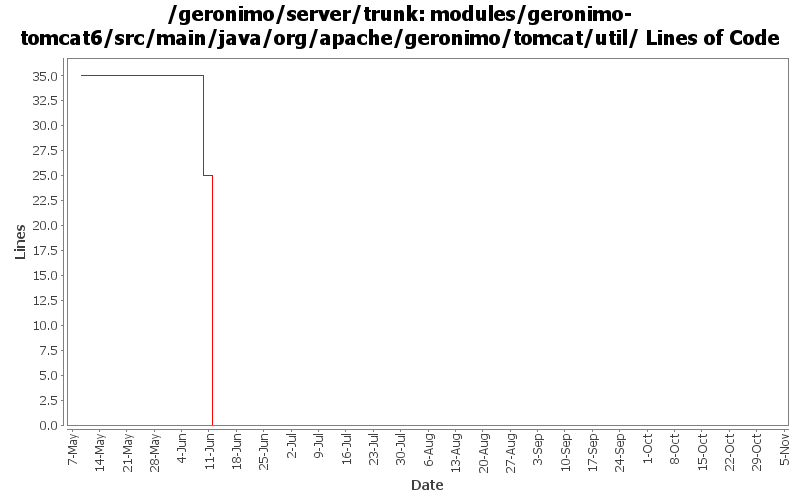 /geronimo/server/trunk: modules/geronimo-
tomcat6/src/main/java/org/apache/geronimo/tomcat/util/ Lines of Code
35.0
32.5
30.0
27.5
25.0
22.5
20.0
17.5
15.0
12.5
10.0
7.5
5.0
2.5
0.0
Lines
7-May
14-May
21-May
28-May
4-Jun
11-Jun
18-Jun
25-Jun
2-Jul
9-Jul
16-Jul
23-Jul
30-Jul
6-Aug
13-Aug
20-Aug
27-Aug
3-Sep
10-Sep
17-Sep
24-Sep
1-Oct
8-Oct
15-Oct
22-Oct
29-Oct
5-Nov
Date